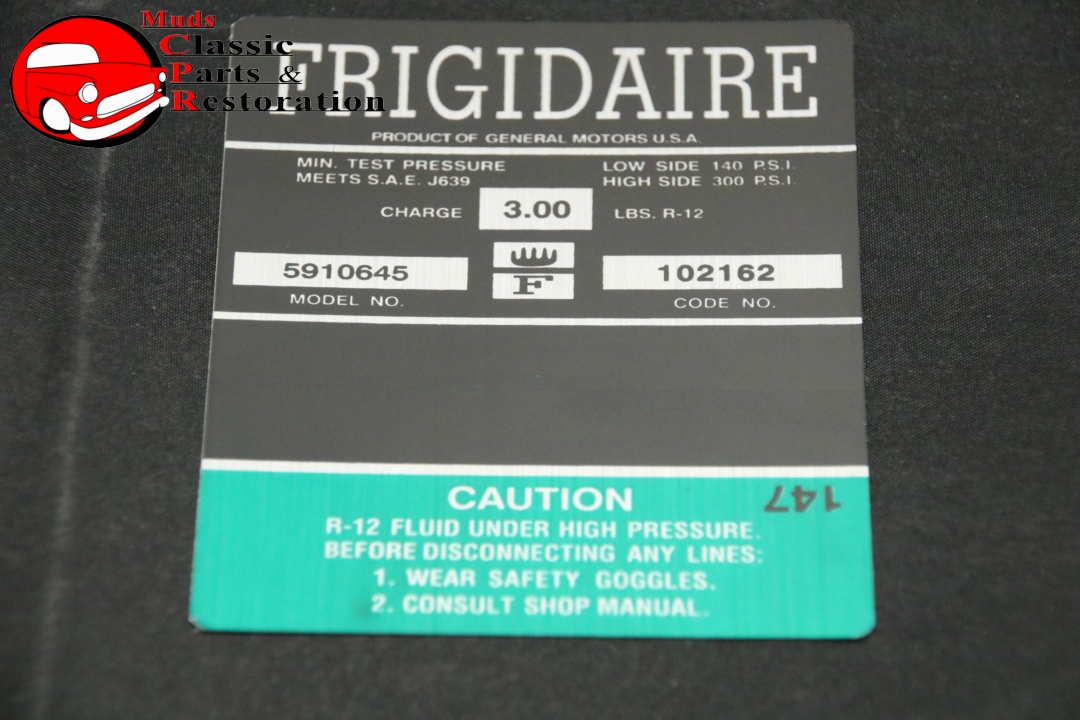 Muds
Classic
Parts &
Restoration
FRIGIDAIRE
PRODUCT OF GENERAL MOTORS U.S.A.
MIN. TEST PRESSURE
MEETS S.A.E. J639
LOW SIDE 140 P.S.I.
HIGH SIDE 300 P.S.I.
CHARGE 3.00 LBS. R-12
5910645
MODEL NO.
F
102162
CODE NO.
CAUTION
147
R-12 FLUID UNDER HIGH PRESSURE.
BEFORE DISCONNECTING ANY LINES:
1. WEAR SAFETY GOGGLES.
2. CONSULT SHOP MANUAL.